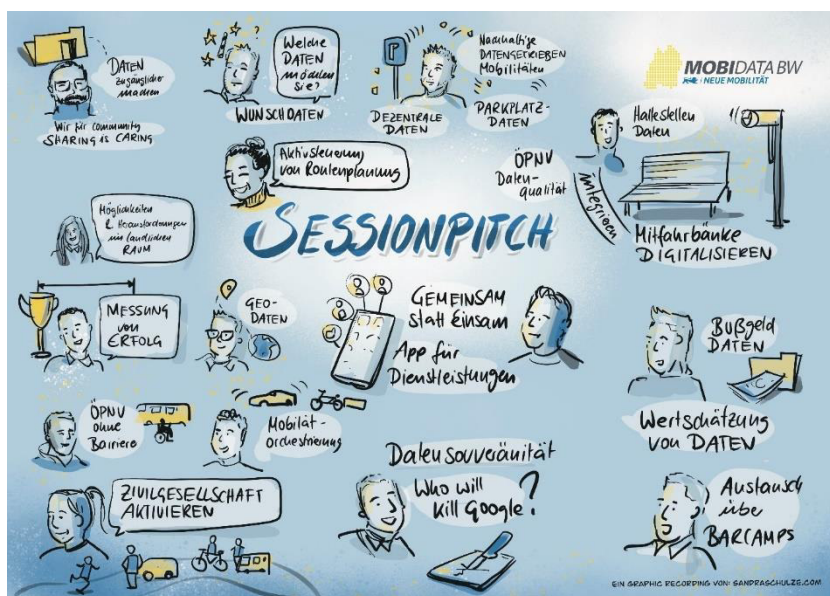 DATEN
zugänglicher
machen
Wir für community
SHARING is CARING
Welche
DATEN
möchten
Sie?
WUNSCHDATEN
P
Nachhaltige
DATENGETRIEBEN
Mobilitäten
DEZENTRALE
DATEN
PARKPLATZ-
DATEN
MOBIDATA BW
NEUE MOBILITÄT
Haltestellen
Daten
ÖPNV
Daten-
qualität
integrieren
Mitfahrbänke
DIGITALISIEREN
Aktivsteuerung
von Routenplanung
SESSIONPITCH
Möglichkeiten
& Herausforderungen
im ländlichen
RAUM
MESSUNG
von
ERFOLG
GEO-
DATEN
GEMEINSAM
statt Einsam
App für
Dienstleistungen
Bußgeld
DATEN
Wertschätzung
von DATEN
ÖPNV
ohne
Barriere
Mobilität-
orchestrierung
Datensouveränität
Who will
kill Google?
ZIVILGESELLSCHAFT
AKTIVIEREN
Austausch
über
BARCAMPS
EIN GRAPHIC RECORDING VON: SANDRASCHULZE.COM